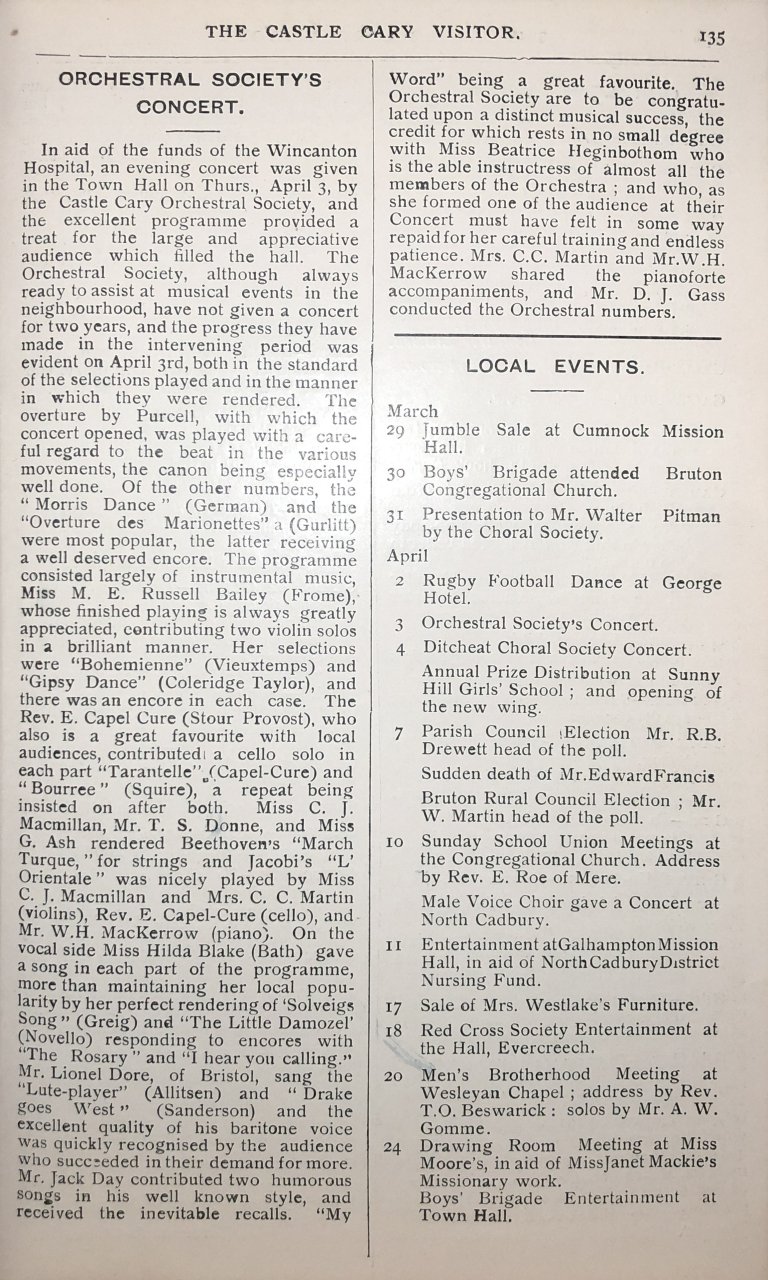 THE CASTLE CARY VISITOR.
135
ORCHESTRAL SOCIETY'S
CONCERT.
In aid of the funds of the Wincanton
Hospital, an evening concert was given
in the Town Hall on Thurs., April 3, by
the Castle Cary Orchestral Society, and
the excellent programme provided a
treat for the large and appreciative
audience which filled the hall. The
Orchestral Society, although always
ready to assist at musical events in the
neighbourhood, have not given a concert
for two years, and the progress they have
made in the intervening period was
evident on April 3rd, both in the standard
of the selections played and in the manner
in which they were rendered. The
overture by Purcell, with which the
concert opened, was played with a care-
ful regard to the beat in the various
movements, the canon being especially
well done. Of the other numbers, the
"Morris Dance" (German) and the
"Overture des Marionettes" a (Gurlitt)
were most popular, the latter receiving
a well deserved encore. The programme
consisted largely of instrumental music,
Miss M. E. Russell Bailey (Frome),
whose finished playing is always greatly
appreciated, contributing two violin solos
in a brilliant manner. Her selections
were "Bohemienne" (Vieuxtemps) and
"Gipsy Dance" (Coleridge Taylor), and
there was an encore in each case. The
Rev. E. Capel Cure (Stour Provost), who
also is a great favourite with local
audiences, contributed a cello solo in
each part "Tarantelle" (Capel-Cure) and
"Bourree" (Squire), a repeat being
insisted on after both. Miss C. J.
Macmillan, Mr. T. S. Donne, and Miss
G. Ash rendered Beethoven's "March
Turque," for strings and Jacobi's "L'
Orientale" was nicely played by Miss
C. J. Macmillan and Mrs. C. C. Martin
(violins), Rev. E. Capel-Cure (cello), and
Mr. W.H. MacKerrow (piano). On the
vocal side Miss Hilda Blake (Bath) gave
a song in each part of the programme,
more than maintaining her local popu-
larity by her perfect rendering of 'Solveigs
Song" (Greig) and "The Little Damozel'
(Novello) responding to encores with
"The Rosary" and "I hear you calling."
Mr. Lionel Dore, of Bristol, sang the
"Lute-player" (Allitsen) and "Drake
goes West" (Sanderson) and the
excellent quality of his baritone voice
was quickly recognised by the audience
who succeeded in their demand for more.
Mr. Jack Day contributed two humorous
songs in his well known style, and
received the inevitable recalls. "My
Word" being a great favourite. The
Orchestral Society are to be congratu-
lated upon a distinct musical success, the
credit for which rests in no small degree
with Miss Beatrice Heginbothom who
is the able instructress of almost all the
members of the Orchestra ; and who, as
she formed one of the audience at their
Concert must have felt in some way
repaid for her careful training and endless
patience. Mrs. C.C. Martin and Mr.W.H.
MacKerrow shared the pianoforte
accompaniments, and Mr. D. J. Gass
conducted the Orchestral numbers.
LOCAL EVENTS.
March
29 Jumble Sale at Cumnock Mission
Hall.
30 Boys' Brigade attended Bruton
Congregational Church.
31 Presentation to Mr. Walter Pitman
by the Choral Society.
April
2 Rugby Football Dance at George
Hotel.
3 Orchestral Society's Concert.
4 Ditcheat Choral Society Concert.
Annual Prize Distribution at Sunny
Hill Girls' School ; and opening of
the new wing.
7 Parish Council Election Mr. R.B.
Drewett head of the poll.
Sudden death of Mr.Edward Francis
Bruton Rural Council Election ; Mr.
W. Martin head of the poll.
10 Sunday School Union Meetings at
the Congregational Church. Address
by Rev. E. Roe of Mere.
Male Voice Choir gave a Concert at
North Cadbury.
11 Entertainment at Galhampton Mission
Hall, in aid of North Cadbury District
Nursing Fund.
17 Sale of Mrs. Westlake's Furniture.
18 Red Cross Society Entertainment at
the Hall, Evercreech.
20 Men's Brotherhood Meeting at
Wesleyan Chapel ; address by Rev.
T.O. Beswarick : solos by Mr. A. W.
Gomme.
24 Drawing Room Meeting at Miss
Moore's, in aid of Miss Janet Mackie's
Missionary work.
Boys' Brigade Entertainment at
Town Hall.